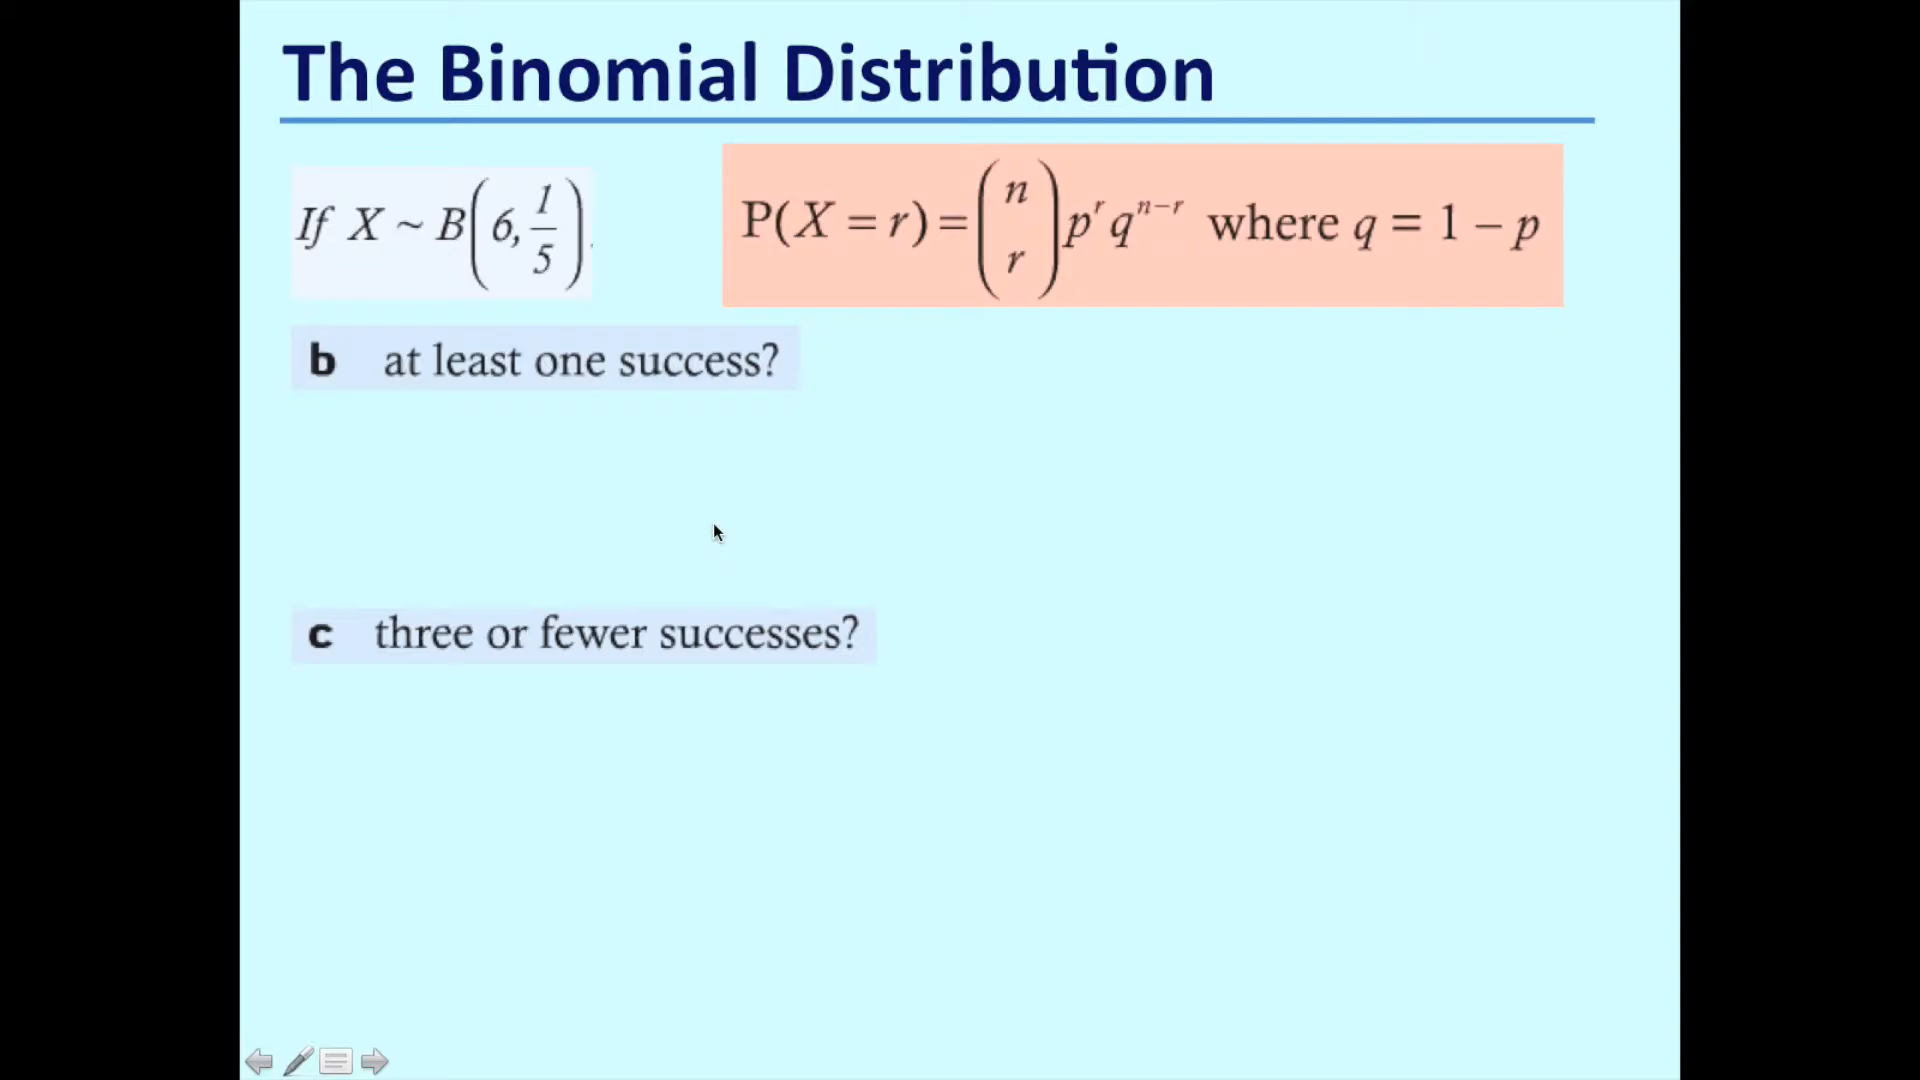 The Binomial Distribution
If X ~ B(6, 1/5).
P(X = r) = (n r) p^r q^{n-r} where q = 1 – p
b at least one success?
c three or fewer successes?